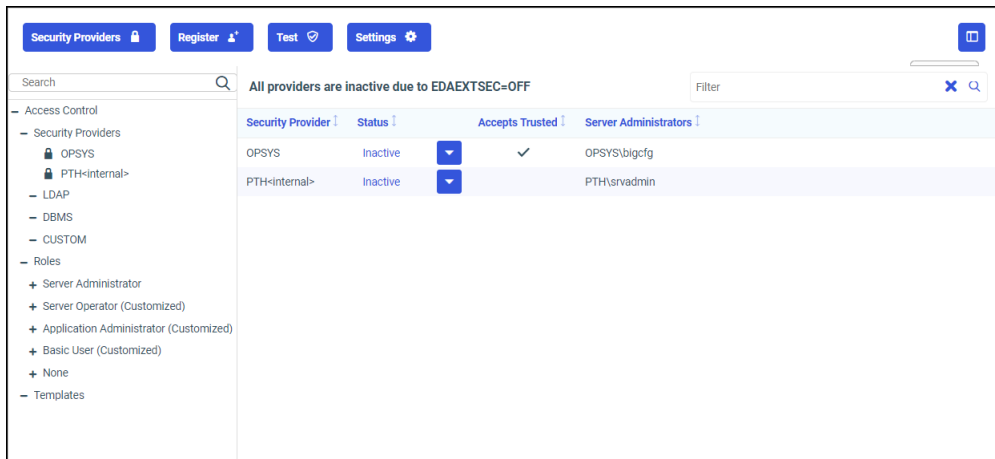 Security Providers Register Test Settings
Search
All providers are inactive due to EDAEXTSEC=OFF
Filter
Access Control
Security Providers
OPSYS
PTH<internal>
LDAP
DBMS
CUSTOM
Roles
Server Administrator
Server Operator (Customized)
Application Administrator (Customized)
Basic User (Customized)
None
Templates
Security Provider Status Accepts Trusted Server Administrators
OPSYS Inactive OPSYS\bigcfg
PTH<internal> Inactive PTH\srvadmin